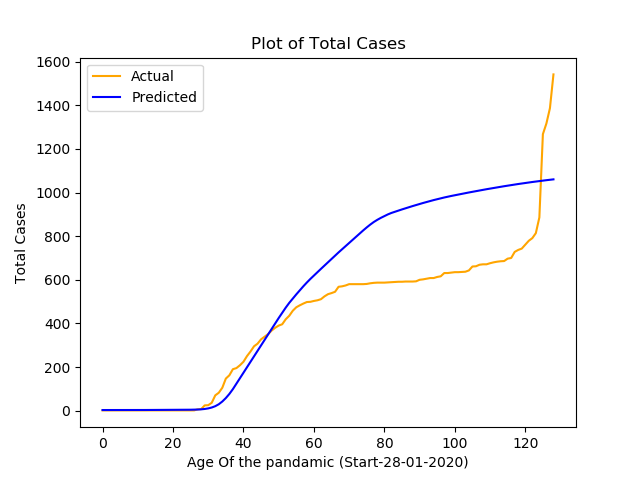 Plot of Total Cases
Actual
Predicted
1600
1400
1200
1000
800
600
400
200
0
Total Cases
0 20 40 60 80 100 120
Age Of the pandamic (Start-28-01-2020)